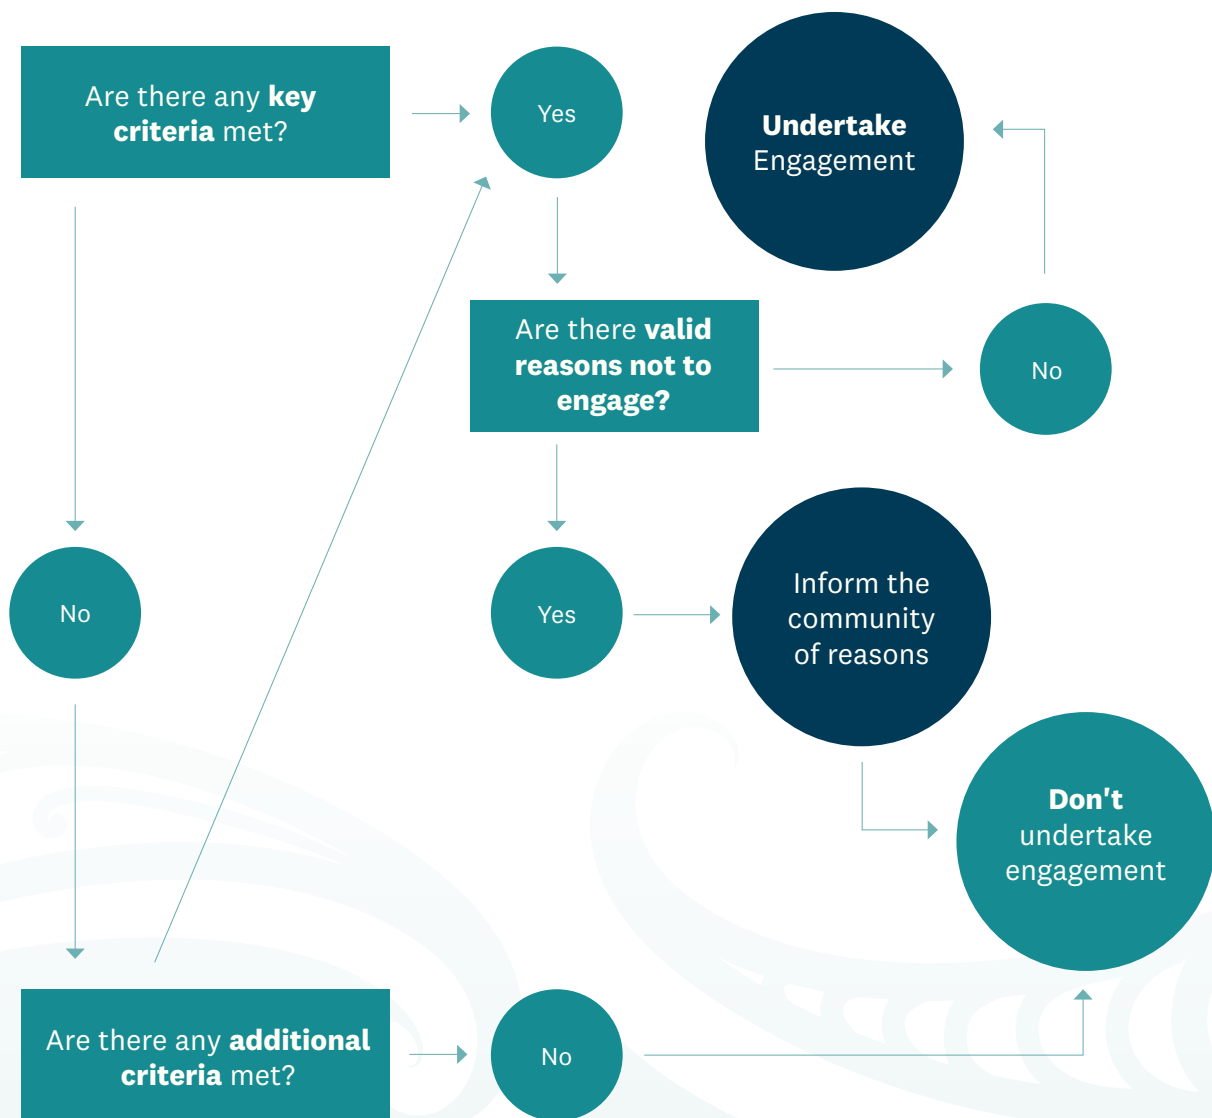 Are there any key
criteria met?
Yes
Undertake
Engagement
Are there valid
reasons not to
engage?
No
No
Yes
Inform the
community
of reasons
Don't
undertake
engagement
Are there any additional
criteria met?
No